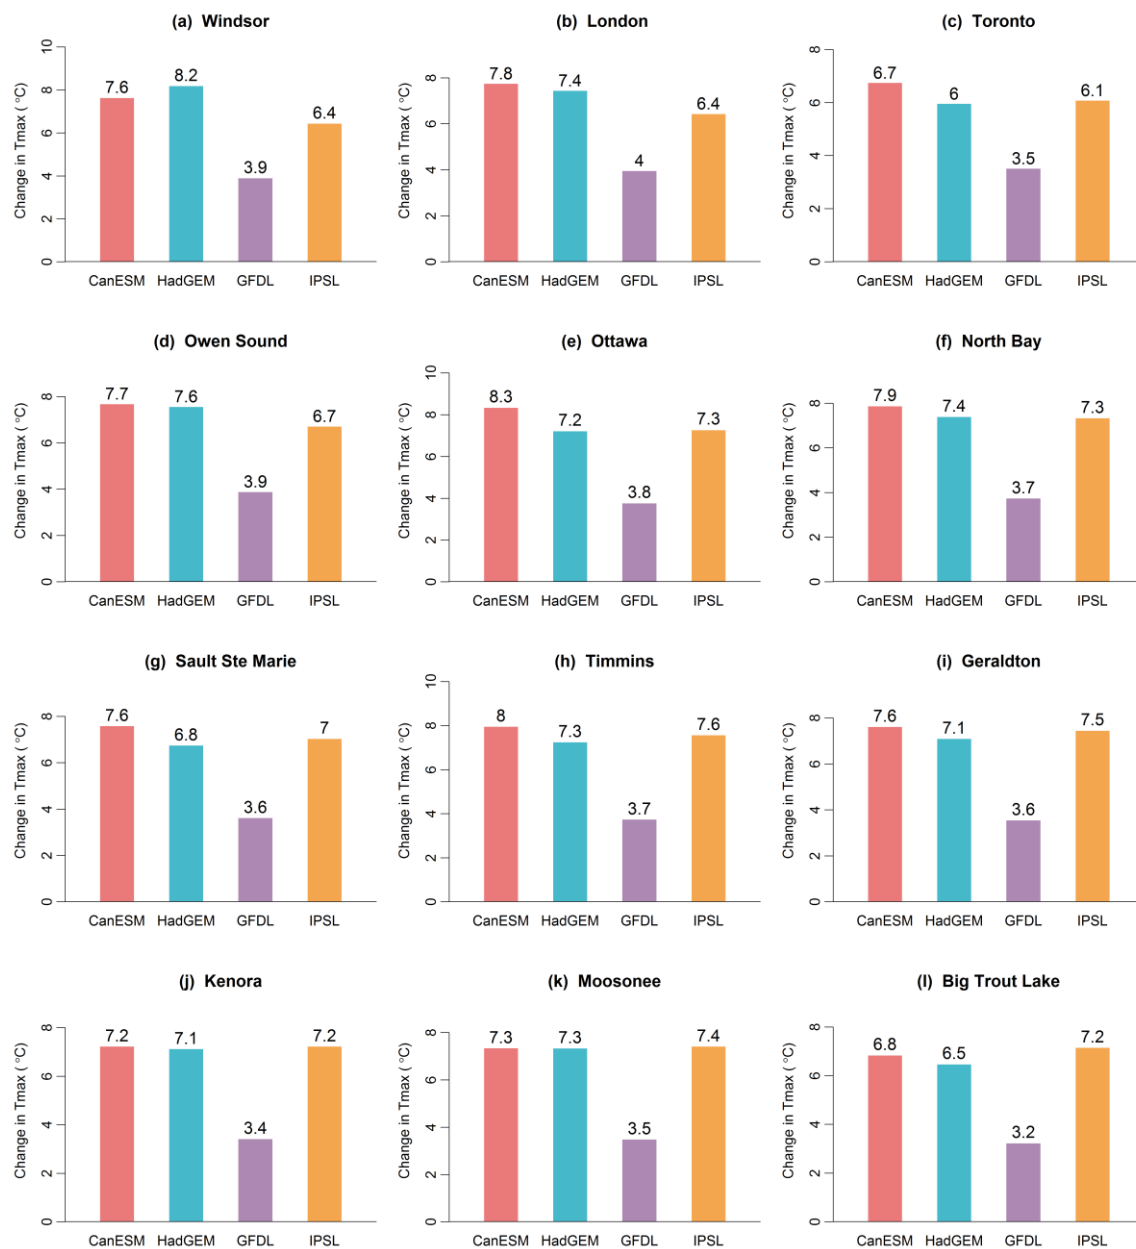 (a) Windsor
Change in Tmax ( °C)
0 2 4 6 8 10
7.6 8.2 3.9 6.4
CanESM HadGEM GFDL IPSL
(b) London
Change in Tmax ( °C)
0 2 4 6 8
7.8 7.4 4 6.4
CanESM HadGEM GFDL IPSL
(c) Toronto
Change in Tmax ( °C)
0 2 4 6 8
6.7 6 3.5 6.1
CanESM HadGEM GFDL IPSL
(d) Owen Sound
Change in Tmax ( °C)
0 2 4 6 8
7.7 7.6 3.9 6.7
CanESM HadGEM GFDL IPSL
(e) Ottawa
Change in Tmax ( °C)
0 2 4 6 8 10
8.3 7.2 3.8 7.3
CanESM HadGEM GFDL IPSL
(f) North Bay
Change in Tmax ( °C)
0 2 4 6 8
7.9 7.4 3.7 7.3
CanESM HadGEM GFDL IPSL
(g) Sault Ste Marie
Change in Tmax ( °C)
0 2 4 6 8
7.6 6.8 3.6 7
CanESM HadGEM GFDL IPSL
(h) Timmins
Change in Tmax ( °C)
0 2 4 6 8 10
8 7.3 3.7 7.6
CanESM HadGEM GFDL IPSL
(i) Geraldton
Change in Tmax ( °C)
0 2 4 6 8
7.6 7.1 3.6 7.5
CanESM HadGEM GFDL IPSL
(j) Kenora
Change in Tmax ( °C)
0 2 4 6 8
7.2 7.1 3.4 7.2
CanESM HadGEM GFDL IPSL
(k) Moosonee
Change in Tmax ( °C)
0 2 4 6 8
7.3 7.3 3.5 7.4
CanESM HadGEM GFDL IPSL
(l) Big Trout Lake
Change in Tmax ( °C)
0 2 4 6 8
6.8 6.5 3.2 7.2
CanESM HadGEM GFDL IPSL